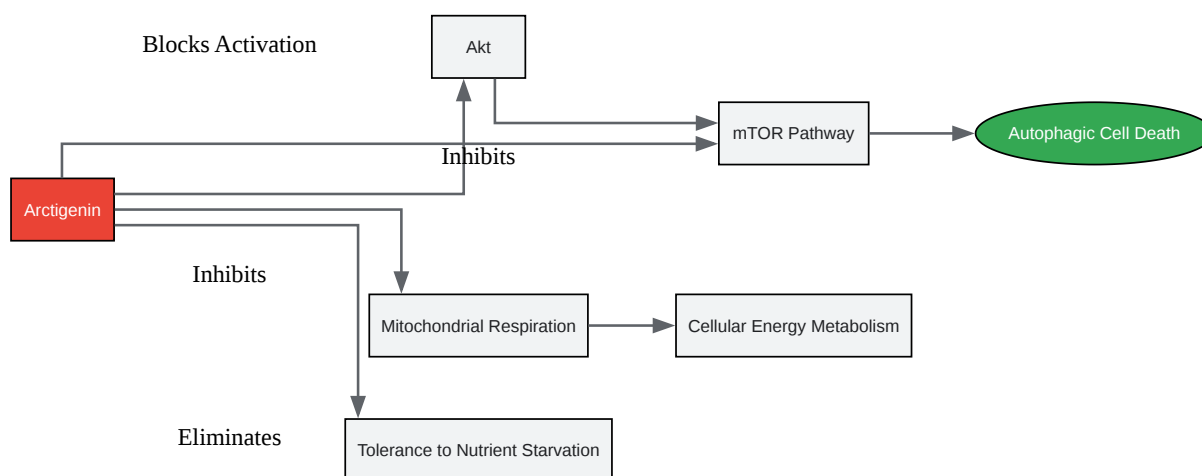 Blocks Activation
Akt
mTOR Pathway
Autophagic Cell Death
Inhibits
Arctigenin
Inhibits
Mitochondrial Respiration
Cellular Energy Metabolism
Eliminates
Tolerance to Nutrient Starvation